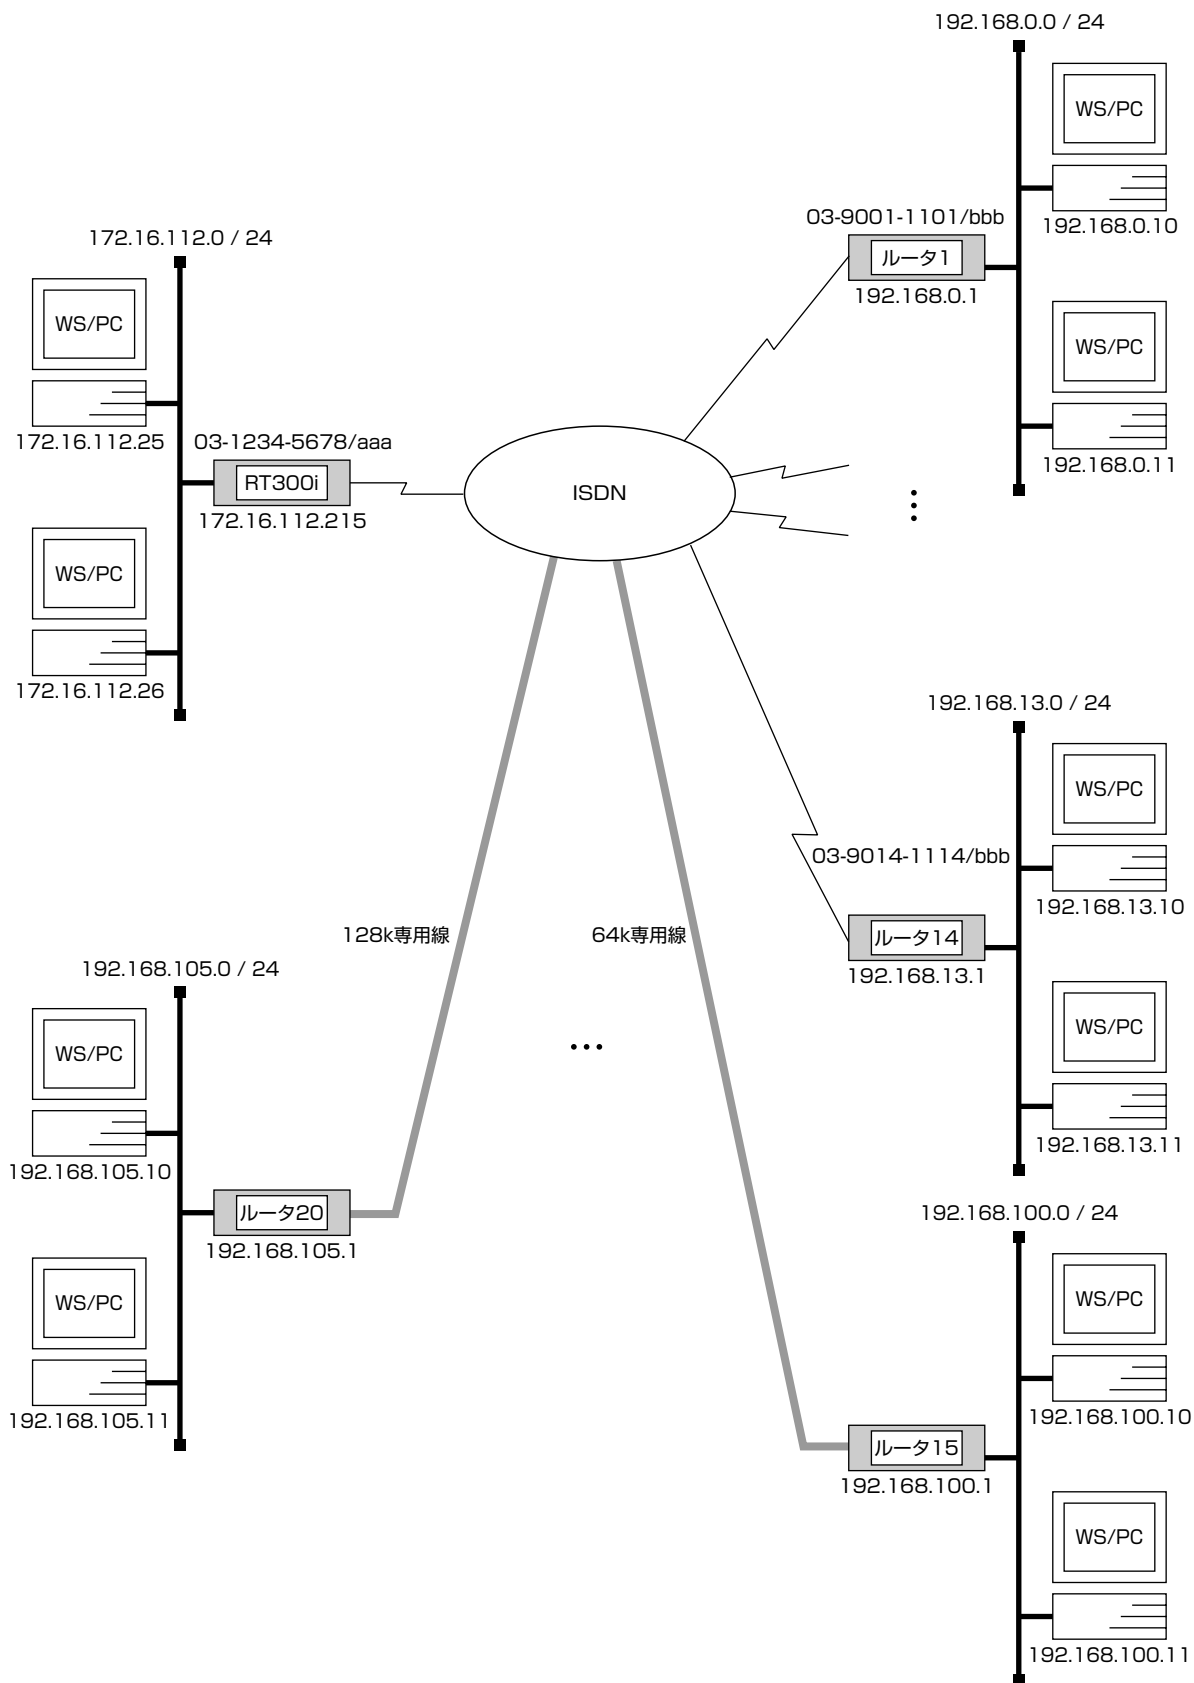 192.168.0.0 / 24
WS/PC
192.168.0.10
03-9001-1101/bbb
ルータ1
192.168.0.1
WS/PC
192.168.0.11
172.16.112.0 / 24
WS/PC
172.16.112.25
03-1234-5678/aaa
RT300i
172.16.112.215
WS/PC
172.16.112.26
ISDN
192.168.13.0 / 24
WS/PC
03-9014-1114/bbb
192.168.13.10
ルータ14
192.168.13.1
WS/PC
192.168.13.11
128k専用線
64k専用線
192.168.105.0 / 24
WS/PC
192.168.105.10
ルータ20
192.168.105.1
WS/PC
192.168.105.11
192.168.100.0 / 24
WS/PC
192.168.100.10
ルータ15
192.168.100.1
WS/PC
192.168.100.11